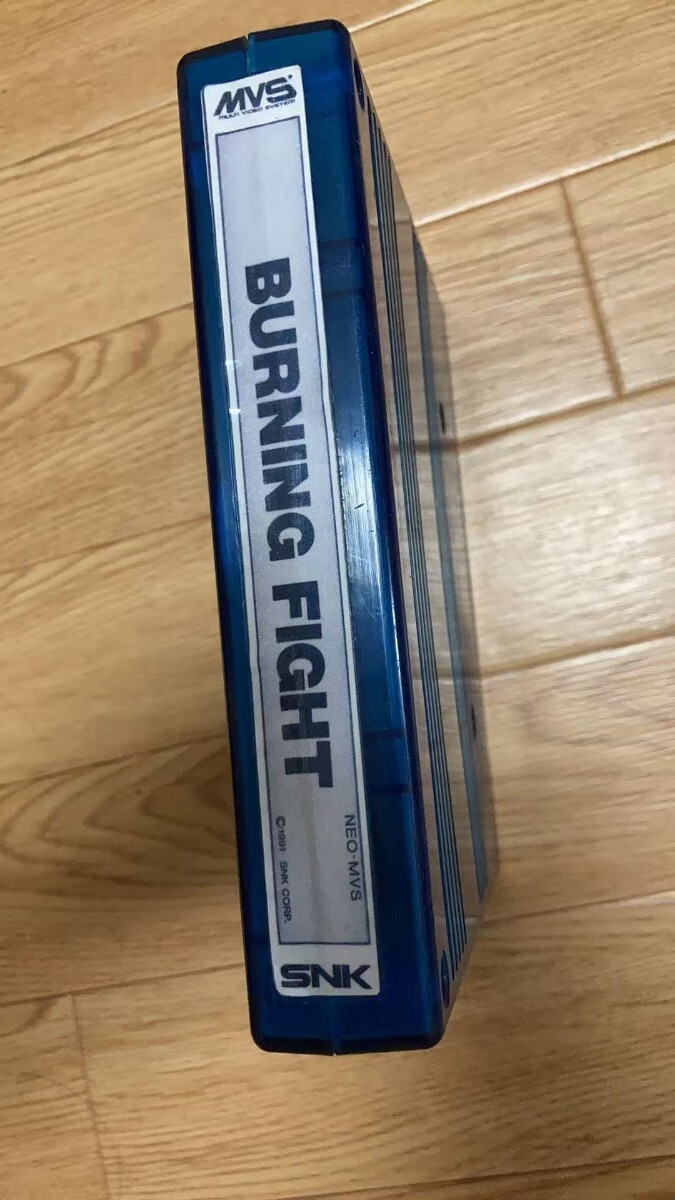 MVS
MULTI VIDEO SYSTEM
BURNING FIGHT
NEO-MVS
©1991 SNK CORP.
SNK